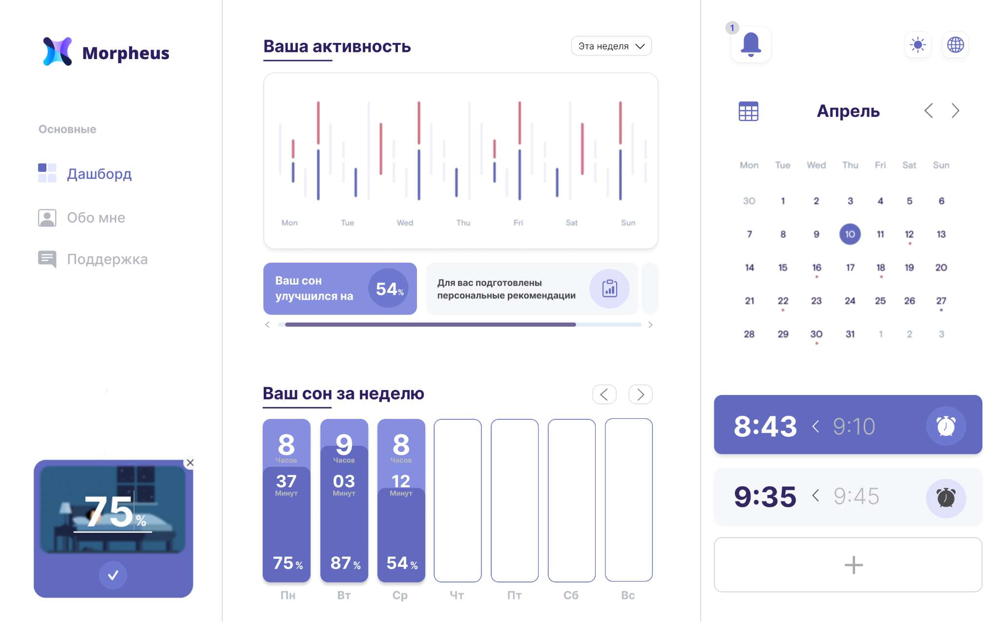 Morpheus
Основные
Дашборд
Обо мне
Поддержка
75%
Ваша активность
Эта неделя
Mon Tue Wed Thu Fri Sat Sun
Ваш сон
улучшился на
54%
Для вас подготовлены
персональные рекомендации
Ваш сон за неделю
8 9 8
Часов Часов Часов
37 03 12
Минут Минут Минут
75% 87% 54%
Пн Вт Ср Чт Пт Сб Вс
1
Апрель
Mon Tue Wed Thu Fri Sat Sun
30 1 2 3 4 5 6
7 8 9 10 11 12 13
14 15 16 17 18 19 20
21 22 23 24 25 26 27
28 29 30 31 1 2 3
8:43 < 9:10
9:35 < 9:45